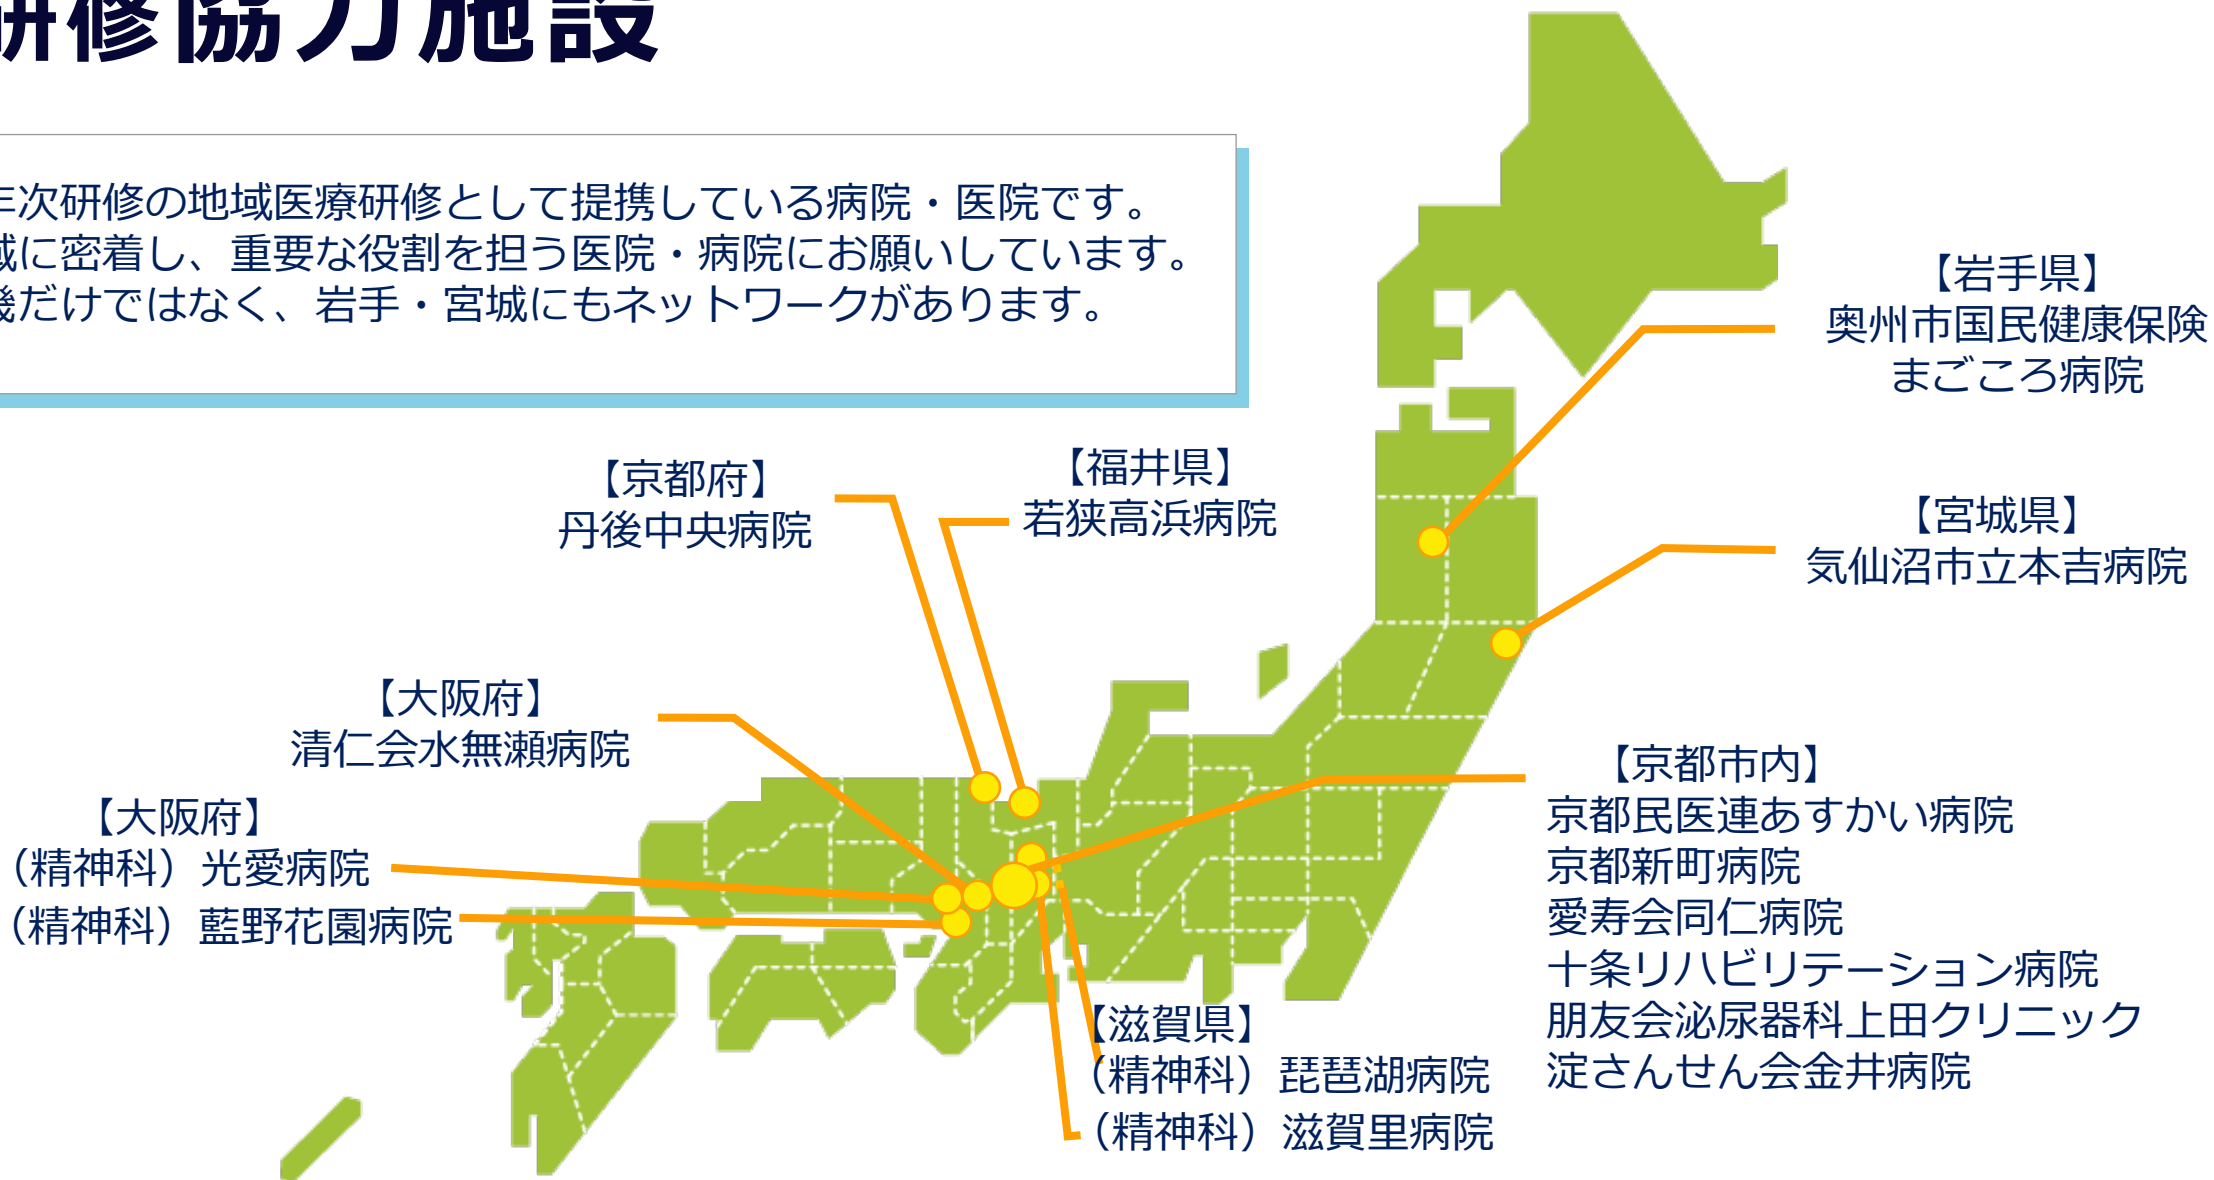 研修協力施設
年次研修の地域医療研修として提携している病院・医院です。
域に密着し、重要な役割を担う医院・病院にお願いしています。
畿だけではなく、岩手・宮城にもネットワークがあります。
【岩手県】
奥州市国民健康保険
まごころ病院
【京都府】
丹後中央病院
【福井県】
若狭高浜病院
【宮城県】
気仙沼市立本吉病院
【大阪府】
清仁会水無瀬病院
【大阪府】
（精神科）光愛病院
（精神科）藍野花園病院
【京都市内】
京都民医連あすかい病院
京都新町病院
愛寿会同仁病院
十条リハビリテーション病院
朋友会泌尿器科上田クリニック
淀さんせん会金井病院
【滋賀県】
（精神科）琵琶湖病院
（精神科）滋賀里病院